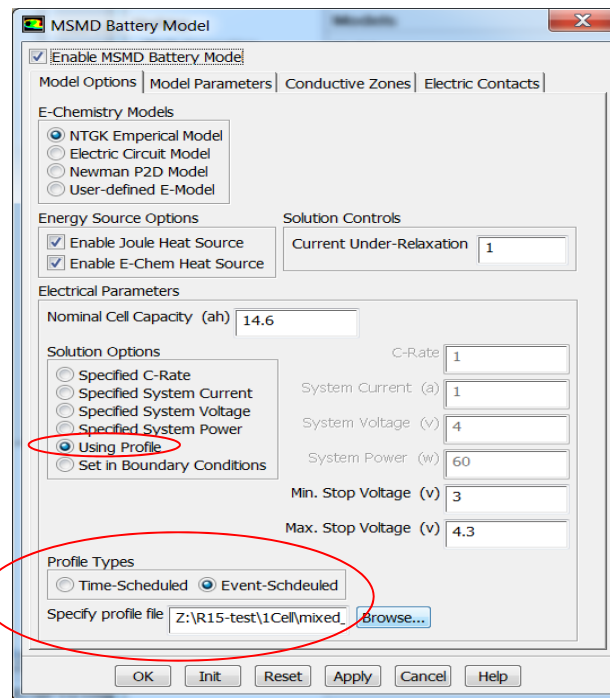 MSMD Battery Model
Models
Enable MSMD Battery Model
Model Options
Model Parameters
Conductive Zones
Electric Contacts
E-Chemistry Models
NTGK Emperical Model
Electric Circuit Model
Newman P2D Model
User-defined E-Model
Energy Source Options
Enable Joule Heat Source
Enable E-Chem Heat Source
Solution Controls
Current Under-Relaxation 1
Electrical Parameters
Nominal Cell Capacity (ah) 14.6
Solution Options
Specified C-Rate
Specified System Current
Specified System Voltage
Specified System Power
Using Profile
Set in Boundary Conditions
C-Rate 1
System Current (a) 1
System Voltage (v) 4
System Power (w) 60
Min. Stop Voltage (v) 3
Max. Stop Voltage (v) 4.3
Profile Types
Time-Scheduled Event-Schdeuled
Specify profile file Z:\R15-test\1Cell\mixed_ Browse...
OK Init Reset Apply Cancel Help